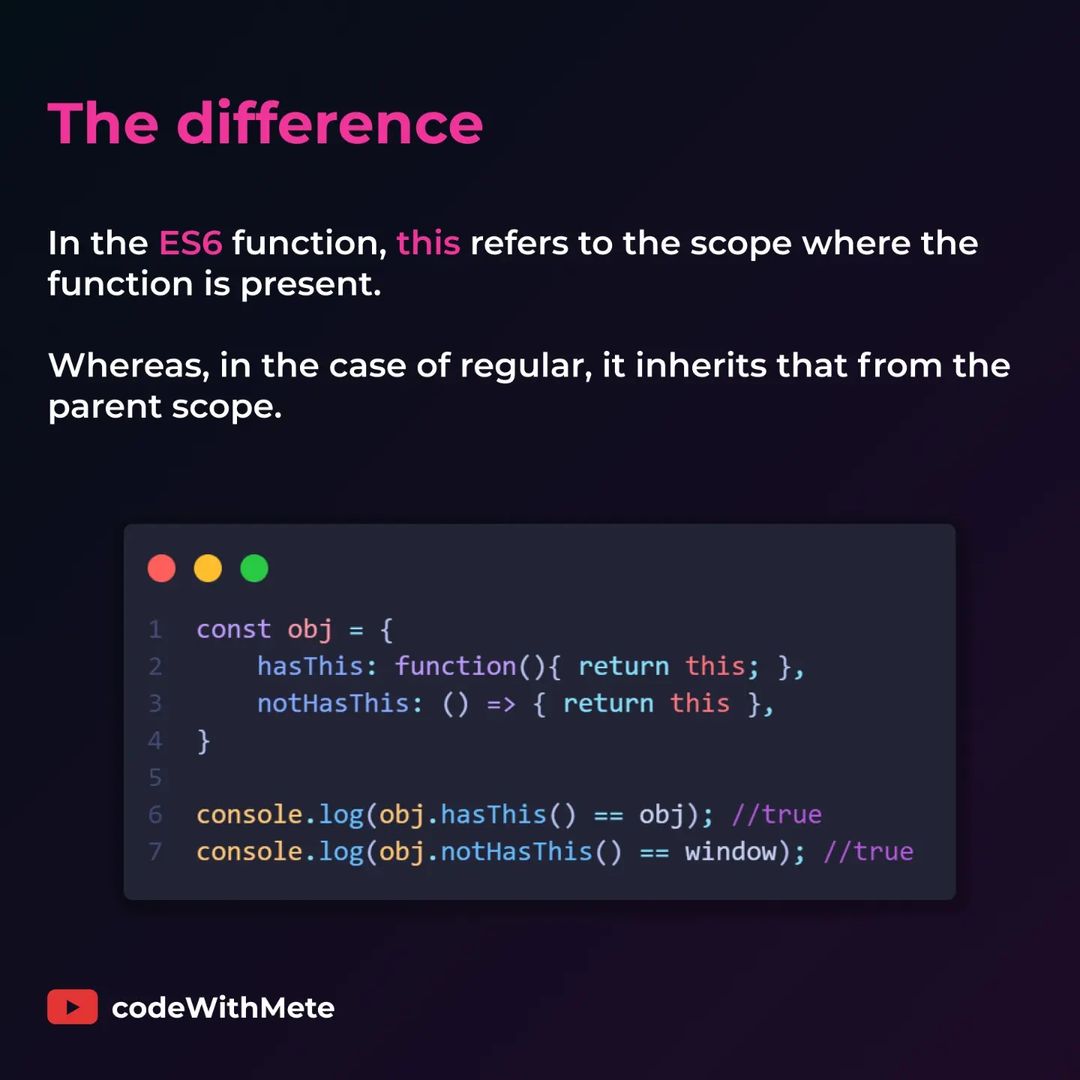 The difference
In the ES6 function, this refers to the scope where the
function is present.
Whereas, in the case of regular, it inherits that from the
parent scope.
1 const obj = {
2     hasThis: function(){ return this; },
3     notHasThis: () => { return this },
4 }
5
6 console.log(obj.hasThis() == obj); //true
7 console.log(obj.notHasThis() == window); //true
codeWithMete